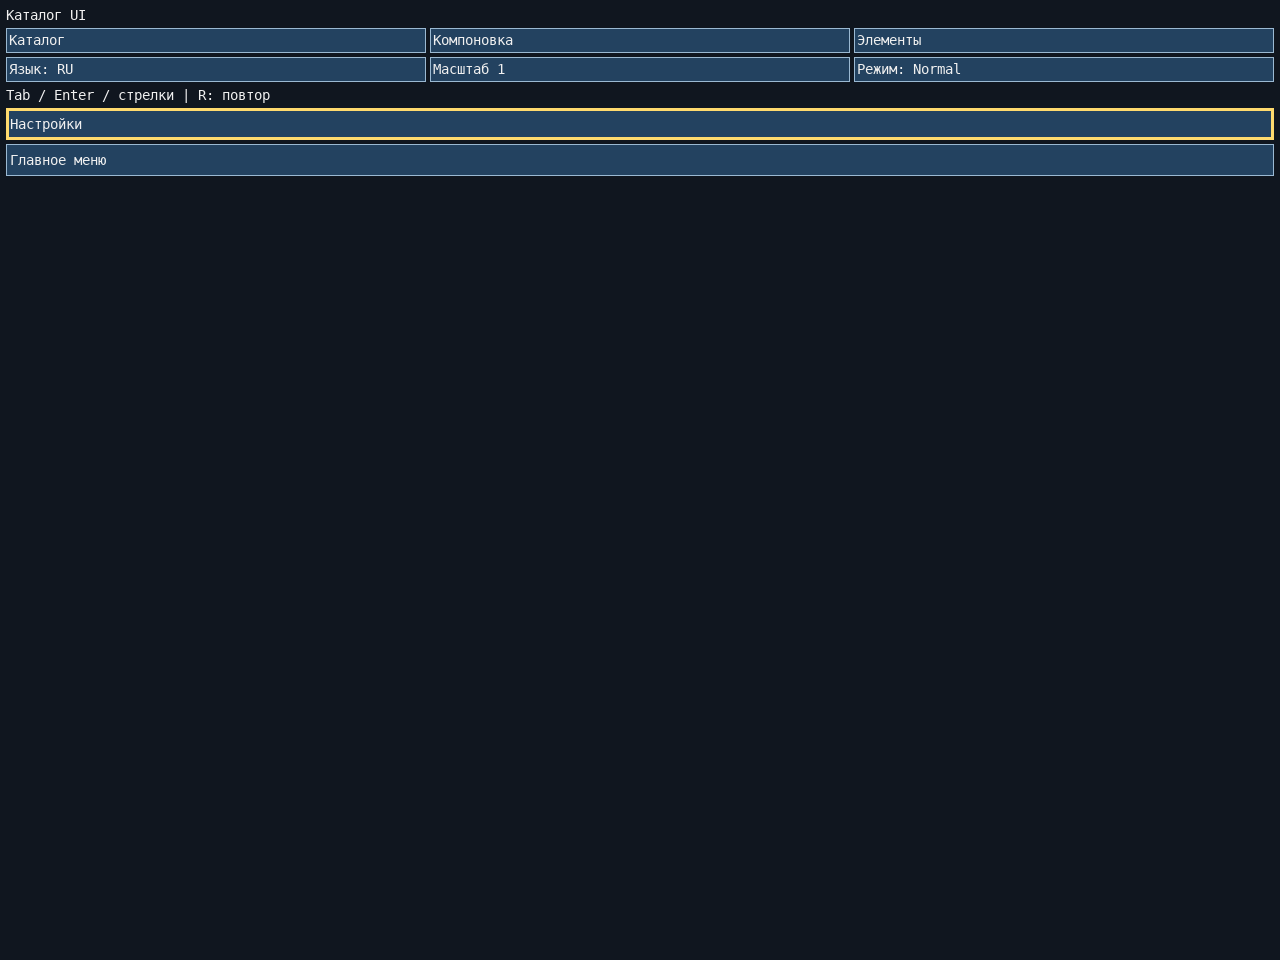 Каталог UI
Каталог Компоновка Элементы
Язык: RU Масштаб 1 Режим: Normal
Tab / Enter / стрелки | R: повтор
Настройки
Главное меню